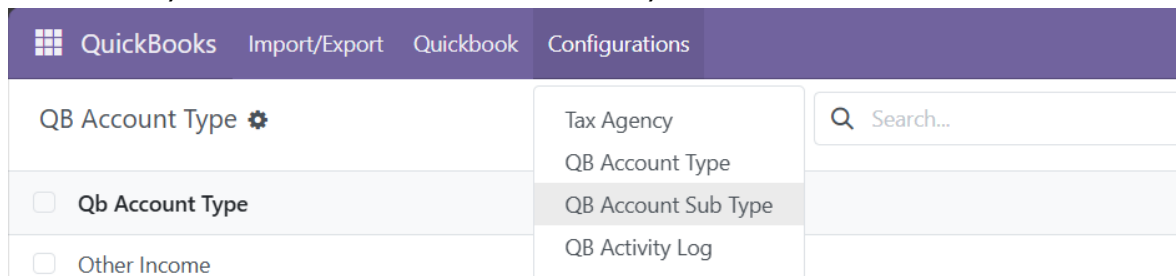 QuickBooks Import/Export Quickbook Configurations
QB Account Type
Search...
Tax Agency
QB Account Type
QB Account Sub Type
QB Activity Log
Qb Account Type
Other Income